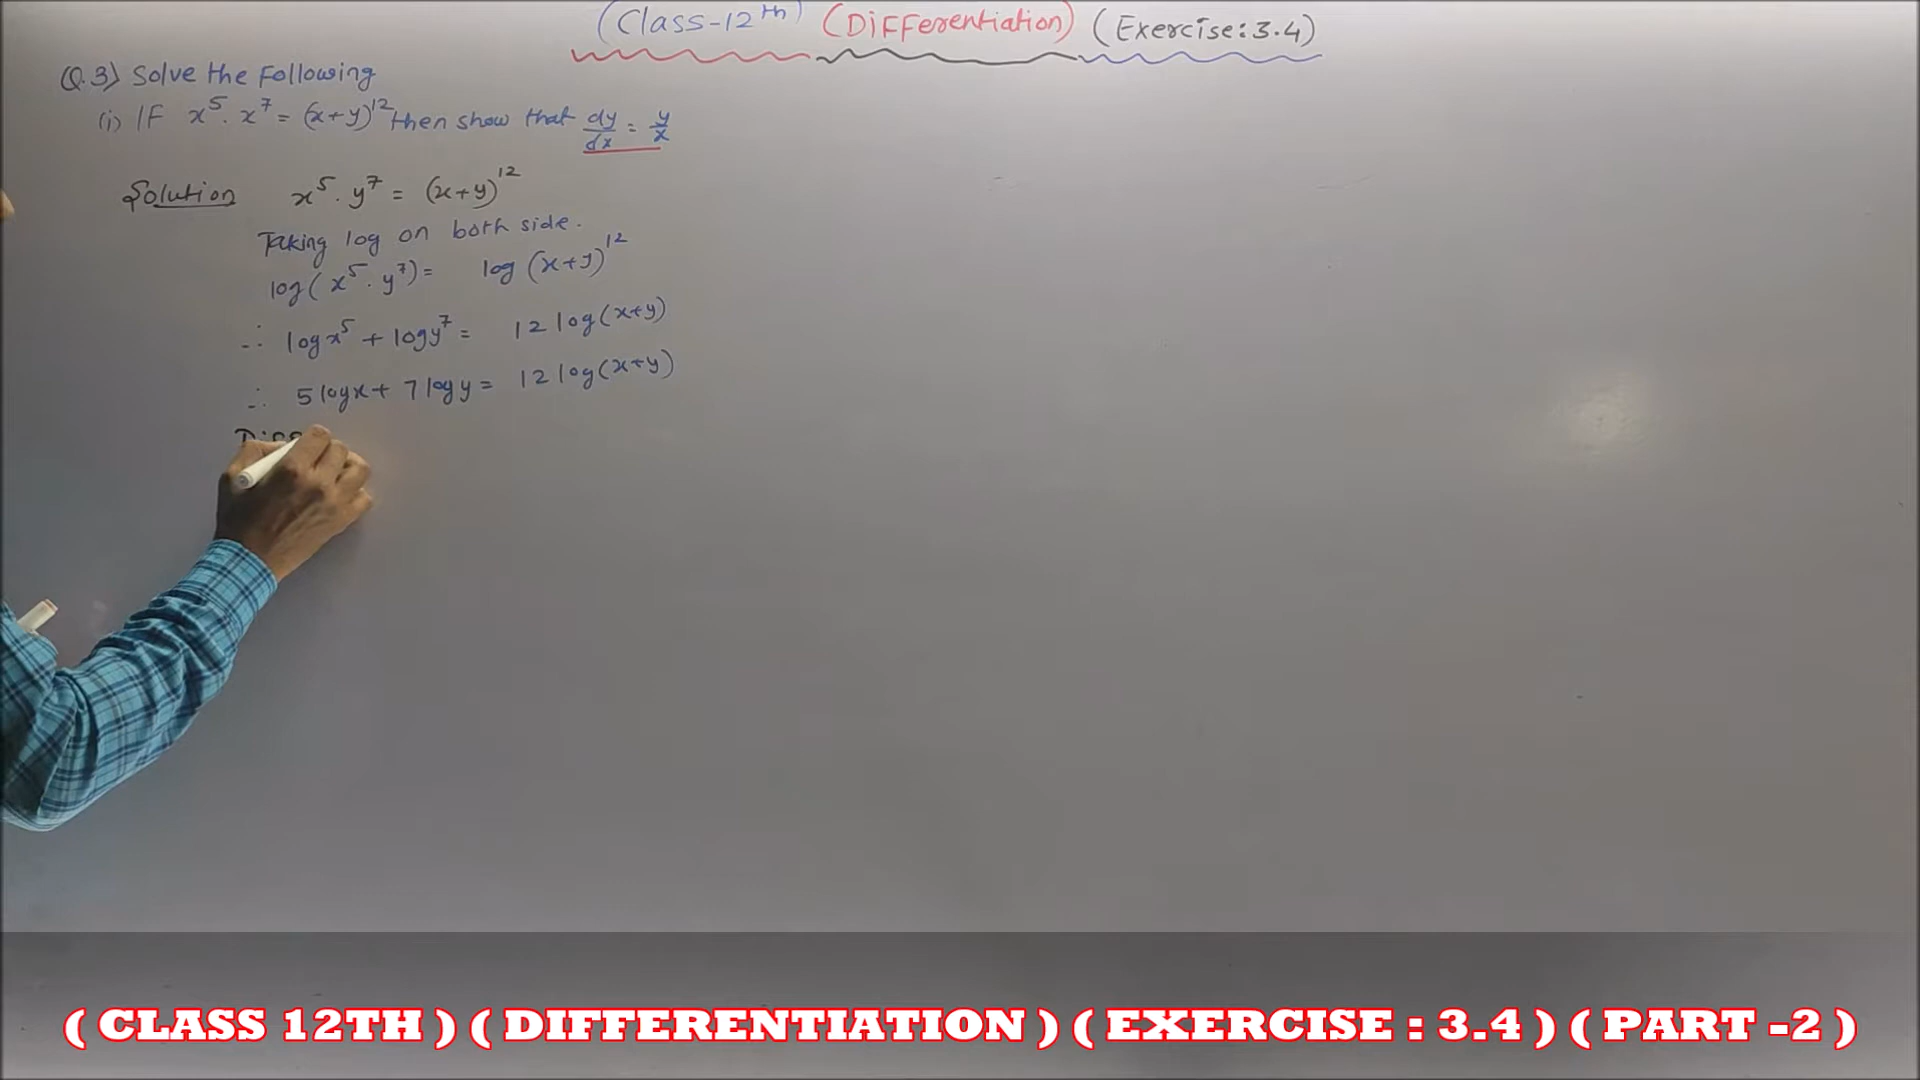 (Class-12th) (Differentiation) (Exercise:3.4)
Q.3) Solve the Following
(i) IF x⁵. x⁷ = (x+y)¹² then show that dy/dx = y/x
Solution x⁵. y⁷ = (x+y)¹²
Taking log on both side.
log(x⁵. y⁷) = log (x+y)¹²
∴ log x⁵ + log y⁷ = 12 log(x+y)
∴ 5 log x + 7 log y = 12 log(x+y)
( CLASS 12TH ) ( DIFFERENTIATION ) ( EXERCISE : 3.4 ) ( PART -2 )